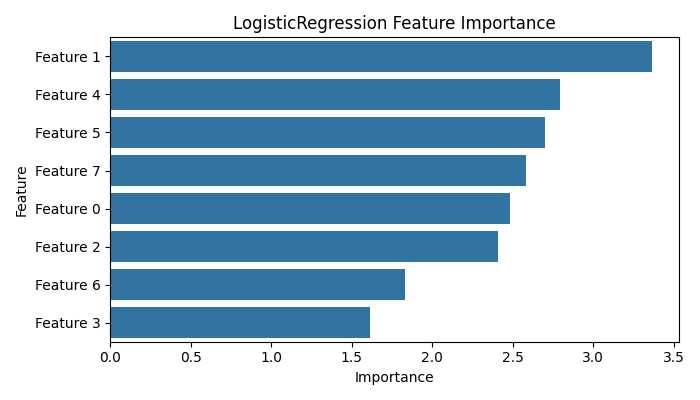 LogisticRegression Feature Importance
Feature 1
Feature 4
Feature 5
Feature 7
Feature 0
Feature 2
Feature 6
Feature 3
Feature
0.0 0.5 1.0 1.5 2.0 2.5 3.0 3.5
Importance